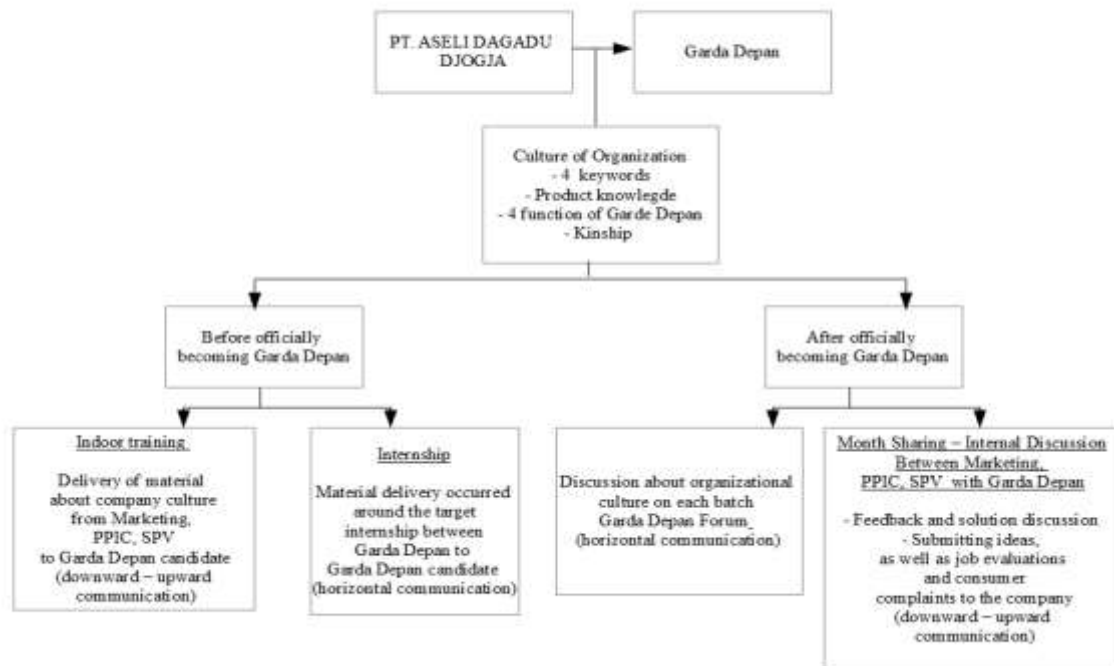 PT. ASELI DAGADU
DJOGJA
Garda Depan
Culture of Organization
- 4 keywords
- Product knowlegde
- 4 function of Garde Depan
- Kinship
Before officially
becoming Garda Depan
After officially
becoming Garda Depan
Indoor training
Delivery of material
about company culture
from Marketing,
PPIC, SPV
to Garda Depan candidate
(downward – upward
communication)
Internship
Material delivery occurred
around the target
internship between
Garda Depan to
Garda Depan candidate
(horizontal communication)
Discussion about organizational
culture on each batch
Garda Depan Forum
(horizontal communication)
Month Sharing – Internal Discussion
Between Marketing,
PPIC, SPV with Garda Depan
- Feedback and solution discussion
- Submitting ideas,
as well as job evaluations
and consumer
complaints to the company
(downward – upward
communication)